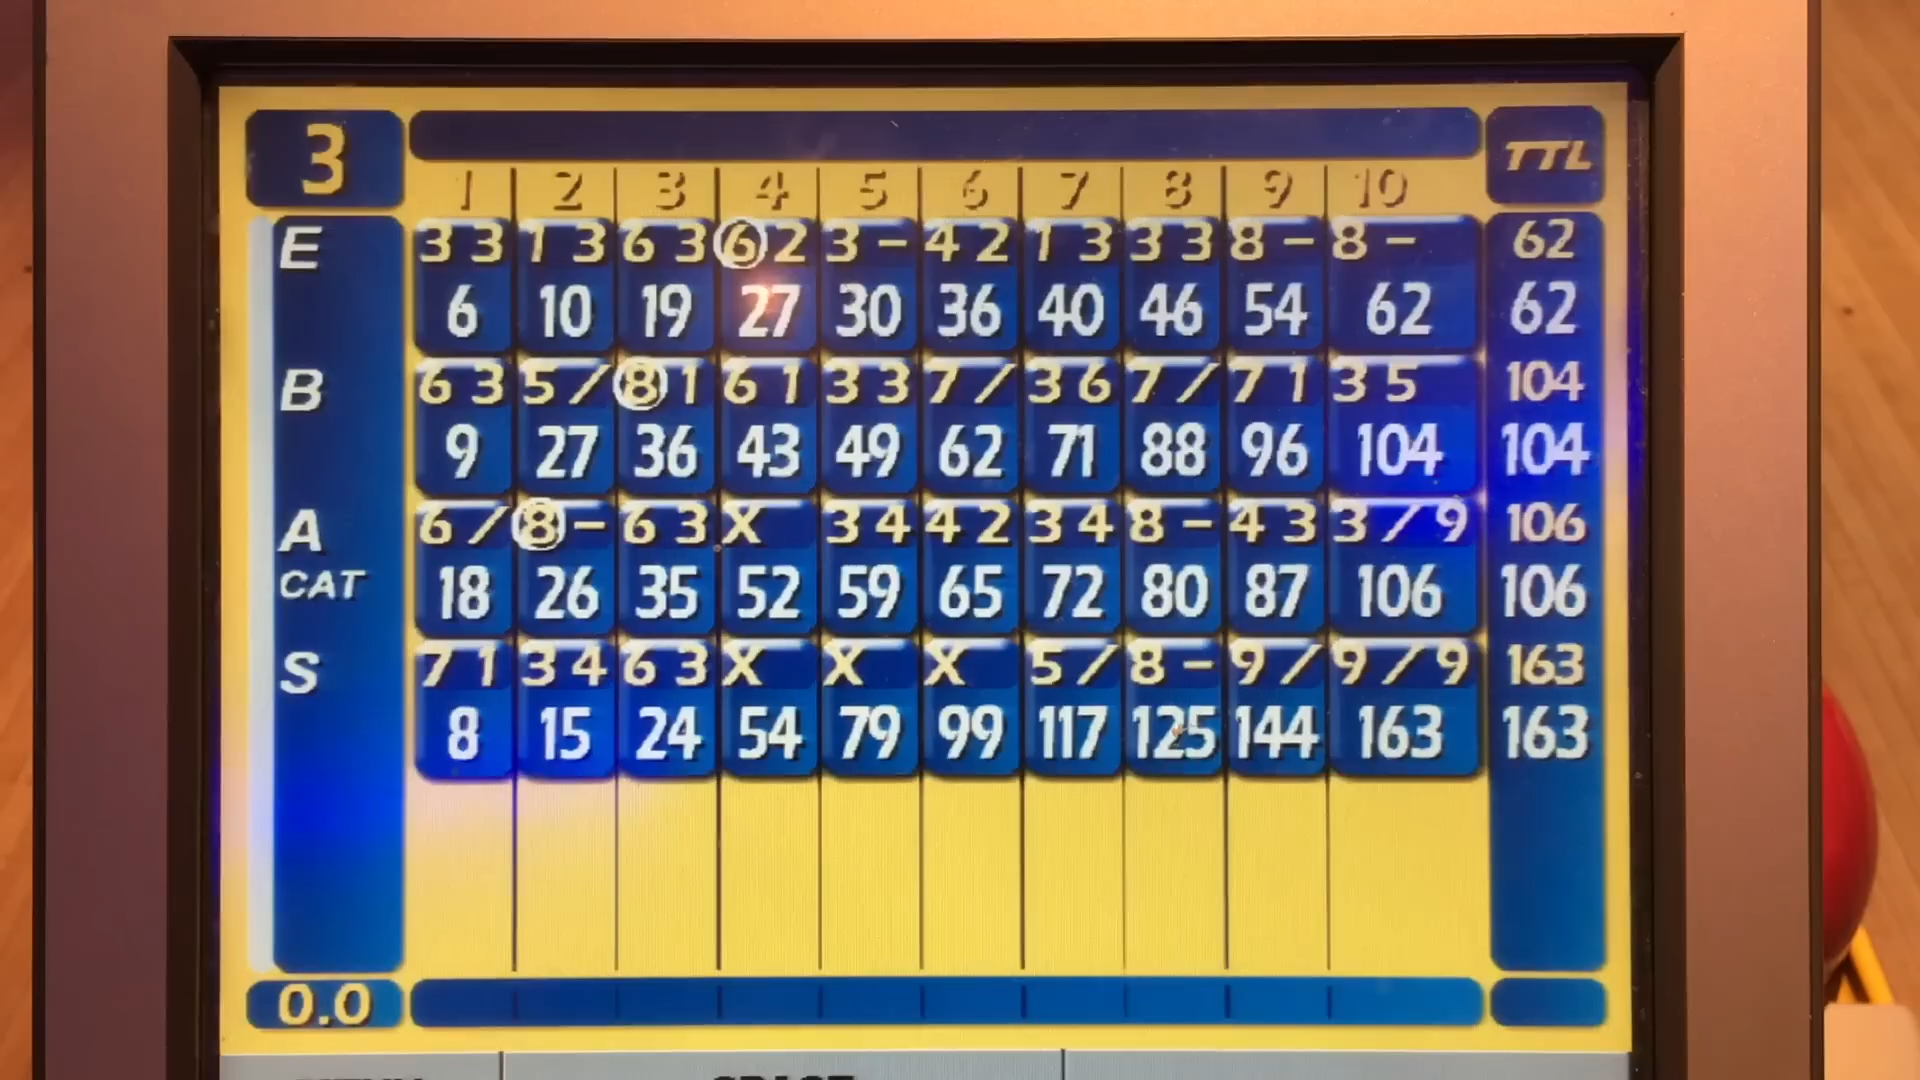 3 TTL
1 2 3 4 5 6 7 8 9 10
E 3 3 1 3 6 3 6 2 3 - 4 2 1 3 3 3 8 - 8 - 62
6 10 19 27 30 36 40 46 54 62 62
B 6 3 5 / 8 1 6 1 3 3 7 / 3 6 7 / 7 1 3 5 104
9 27 36 43 49 62 71 88 96 104 104
A 6 / 8 - 6 3 X 3 4 4 2 3 4 8 - 4 3 3 / 9 106
CAT 18 26 35 52 59 65 72 80 87 106 106
S 7 1 3 4 6 3 X X X 5 / 8 - 9 / 9 / 9 163
8 15 24 54 79 99 117 125 144 163 163
0.0